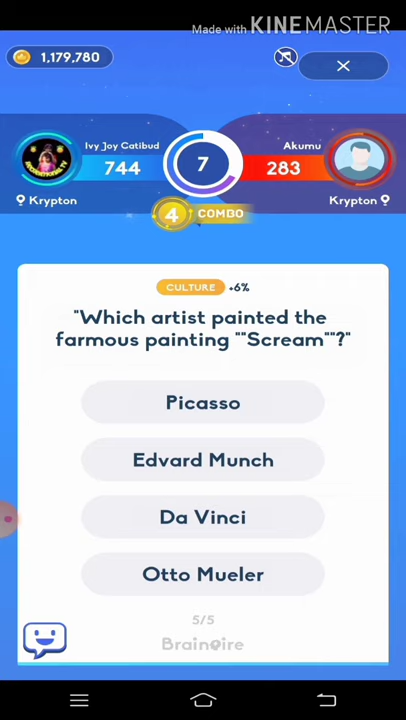 Made with KINEMASTER
1,179,780
Ivy Joy Catibud
Akumu
744
7
283
Krypton
Krypton
4 COMBO
CULTURE +6%
"Which artist painted the
farmous painting ""Scream""?"
Picasso
Edvard Munch
Da Vinci
Otto Mueler
5/5
Brainoire